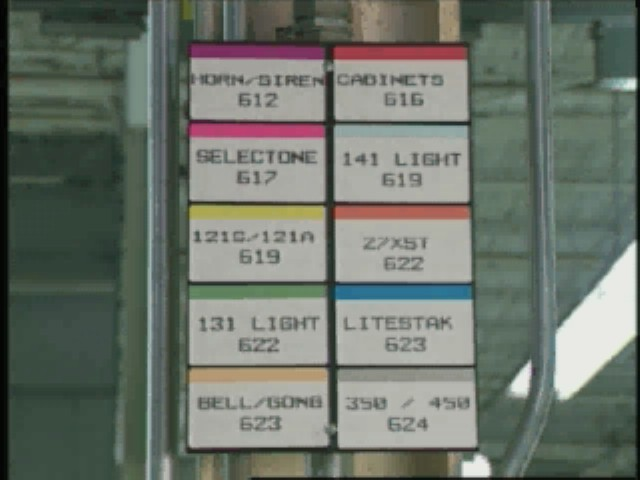 HORN/SIREN
612
CABINETS
616
SELECTONE
617
141 LIGHT
619
121S/121A
619
27XST
622
131 LIGHT
622
LITESTAK
623
BELL/GONG
623
350 / 450
624